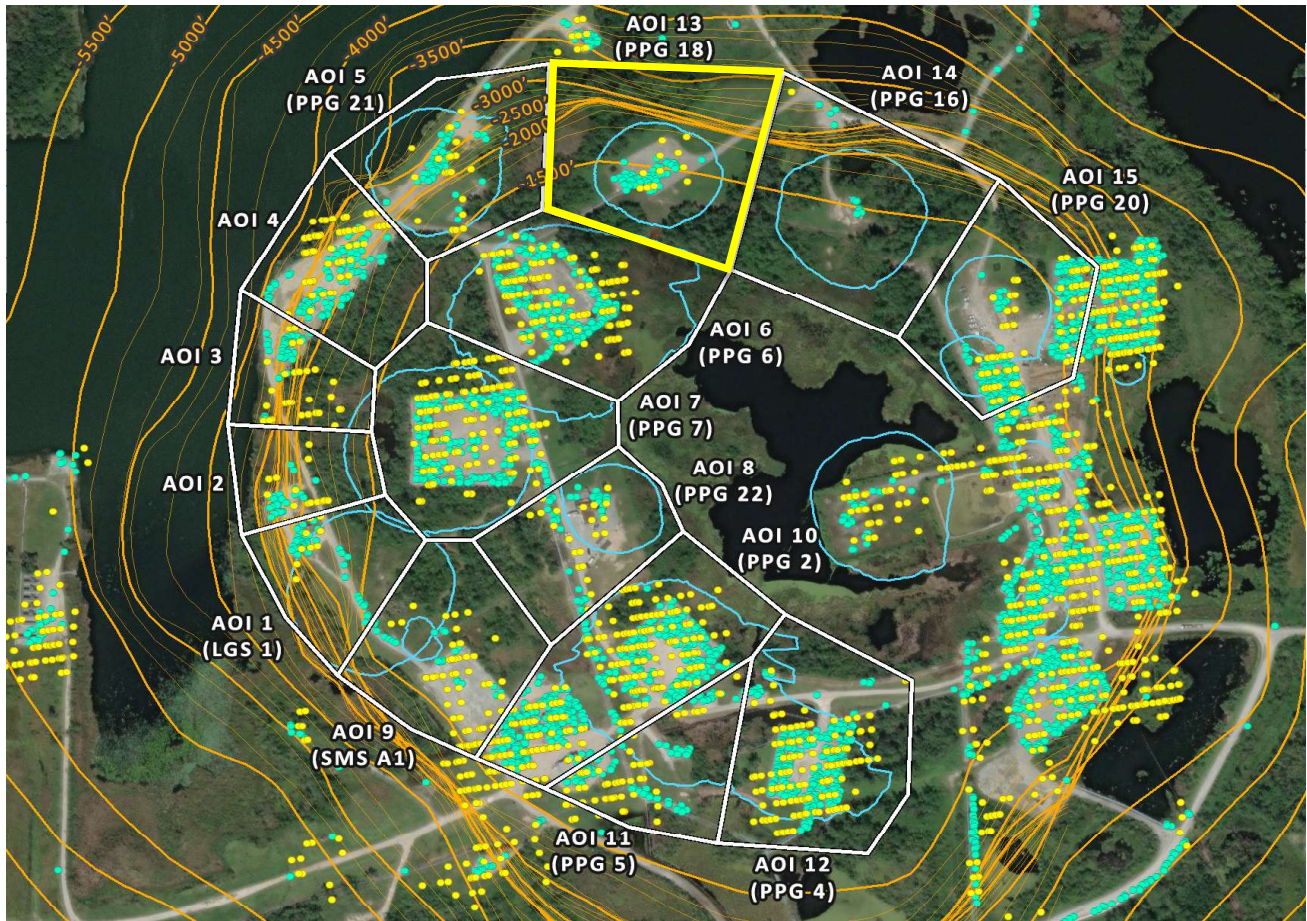 -5500'
-5000'
-4500'
-4000'
-3500'
-3000'
-2500'
-2000'
-1500'
AOI 13
(PPG 18)
AOI 5
(PPG 21)
AOI 14
(PPG 16)
AOI 15
(PPG 20)
AOI 4
AOI 3
AOI 6
(PPG 6)
AOI 7
(PPG 7)
AOI 2
AOI 8
(PPG 22)
AOI 10
(PPG 2)
AOI 1
(LGS 1)
AOI 9
(SMS A1)
AOI 11
(PPG 5)
AOI 12
(PPG 4)